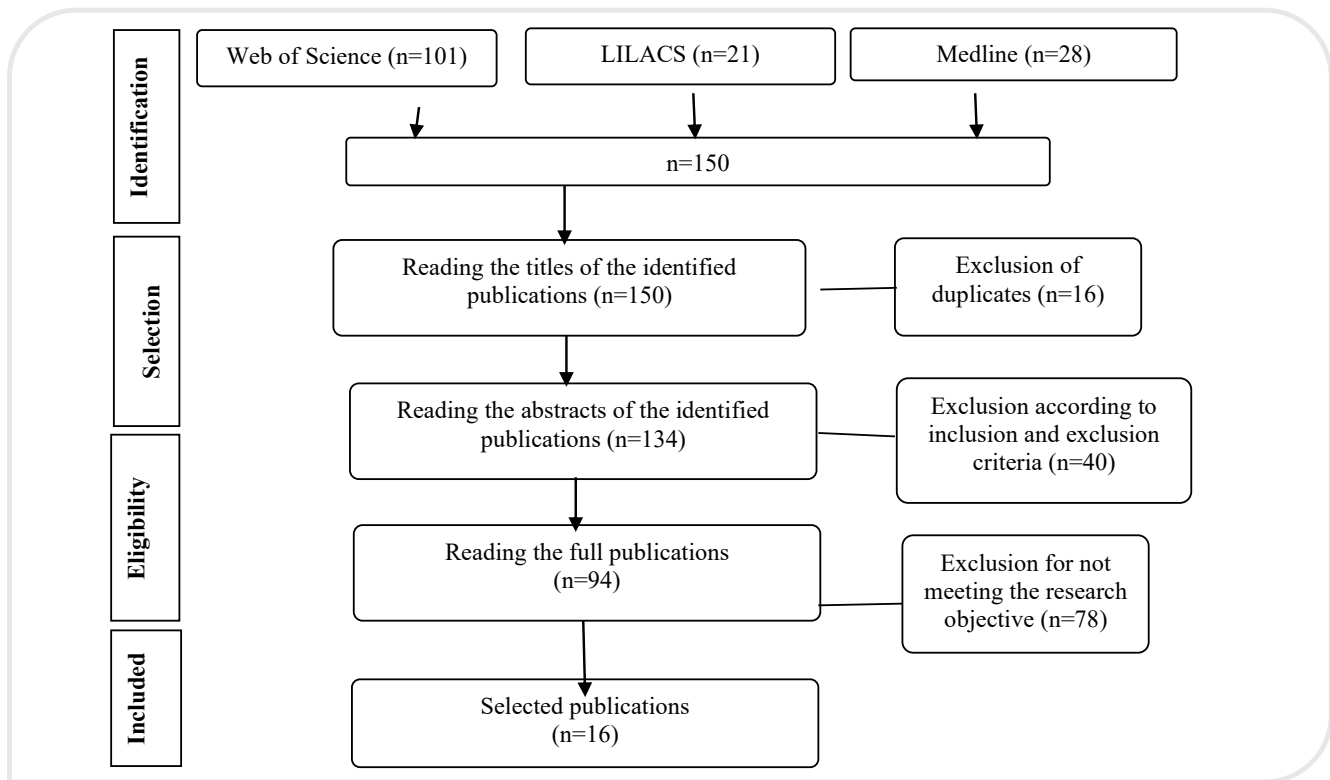 Identification
Web of Science (n=101)
LILACS (n=21)
Medline (n=28)
n=150
Selection
Reading the titles of the identified
publications (n=150)
Exclusion of
duplicates (n=16)
Reading the abstracts of the identified
publications (n=134)
Exclusion according to
inclusion and exclusion
criteria (n=40)
Eligibility
Reading the full publications
(n=94)
Exclusion for not
meeting the research
objective (n=78)
Included
Selected publications
(n=16)